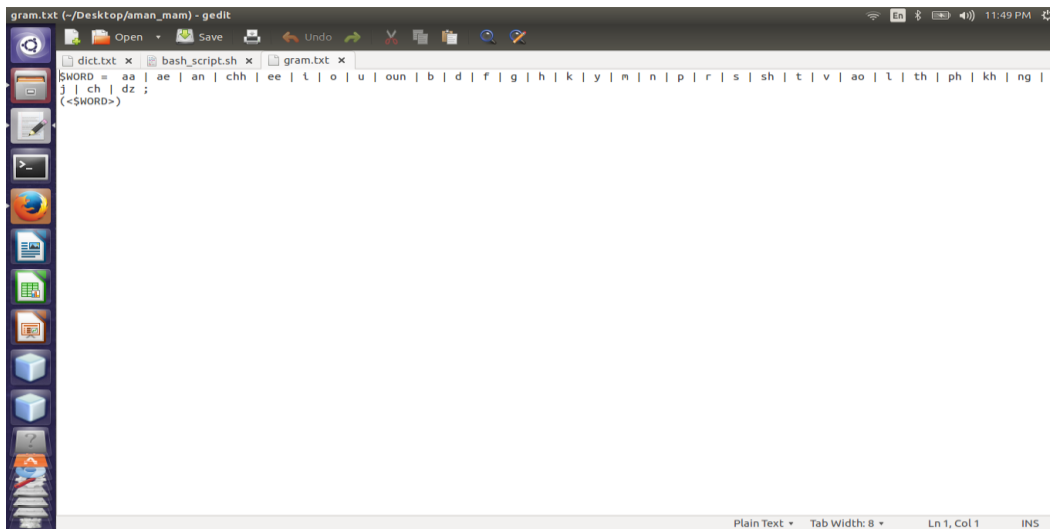 gram.txt (~/Desktop/aman_mam) - gedit
En 11:49 PM
Open Save Undo
dict.txt x bash_script.sh x gram.txt x
$WORD = aa | ae | an | chh | ee | i | o | u | oun | b | d | f | g | h | k | y | m | n | p | r | s | sh | t | v | ao | l | th | ph | kh | ng |
j | ch | dz ;
(<$WORD>)
Plain Text Tab Width: 8 Ln 1, Col 1 INS